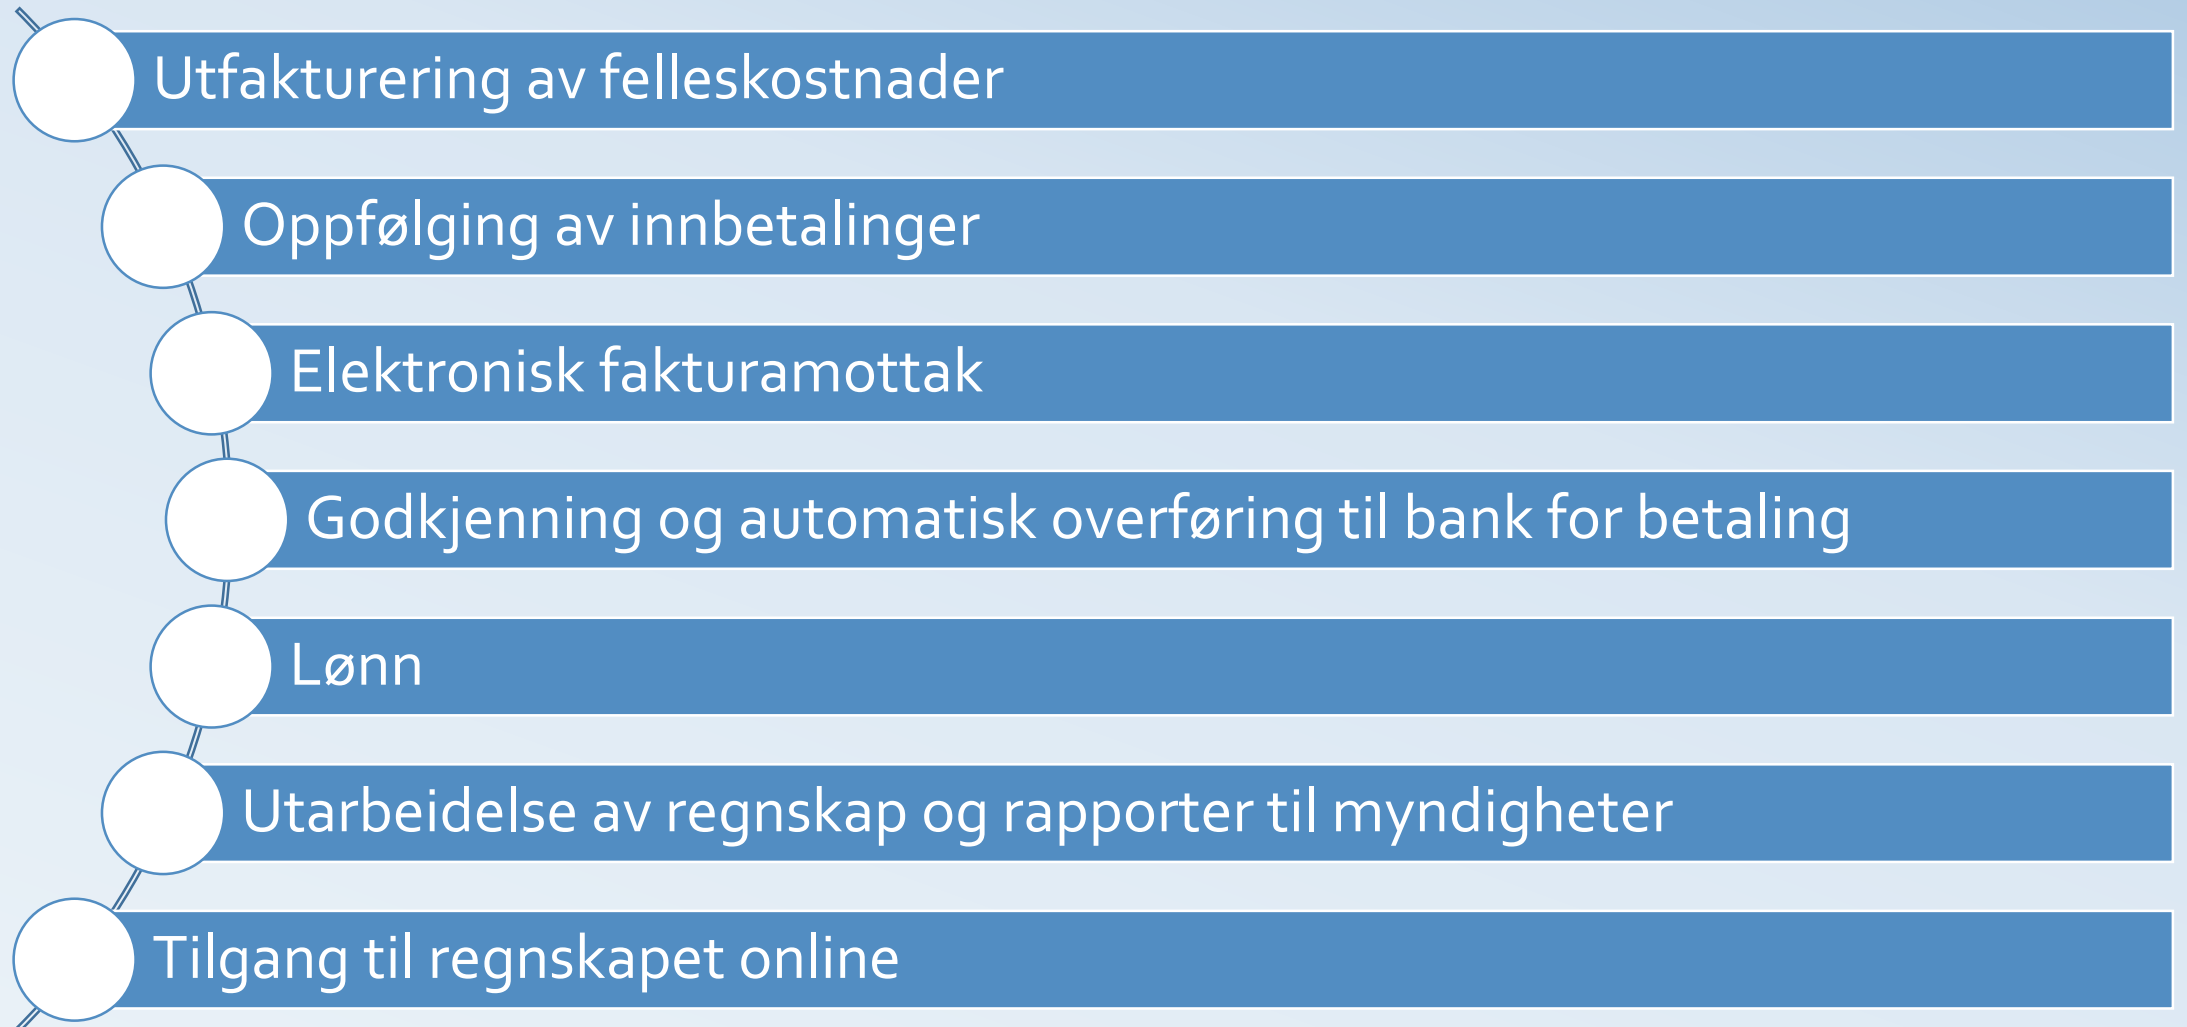 Utfakturering av felleskostnader
Oppfølging av innbetalinger
Elektronisk fakturamottak
Godkjenning og automatisk overføring til bank for betaling
Lønn
Utarbeidelse av regnskap og rapporter til myndigheter
Tilgang til regnskapet online